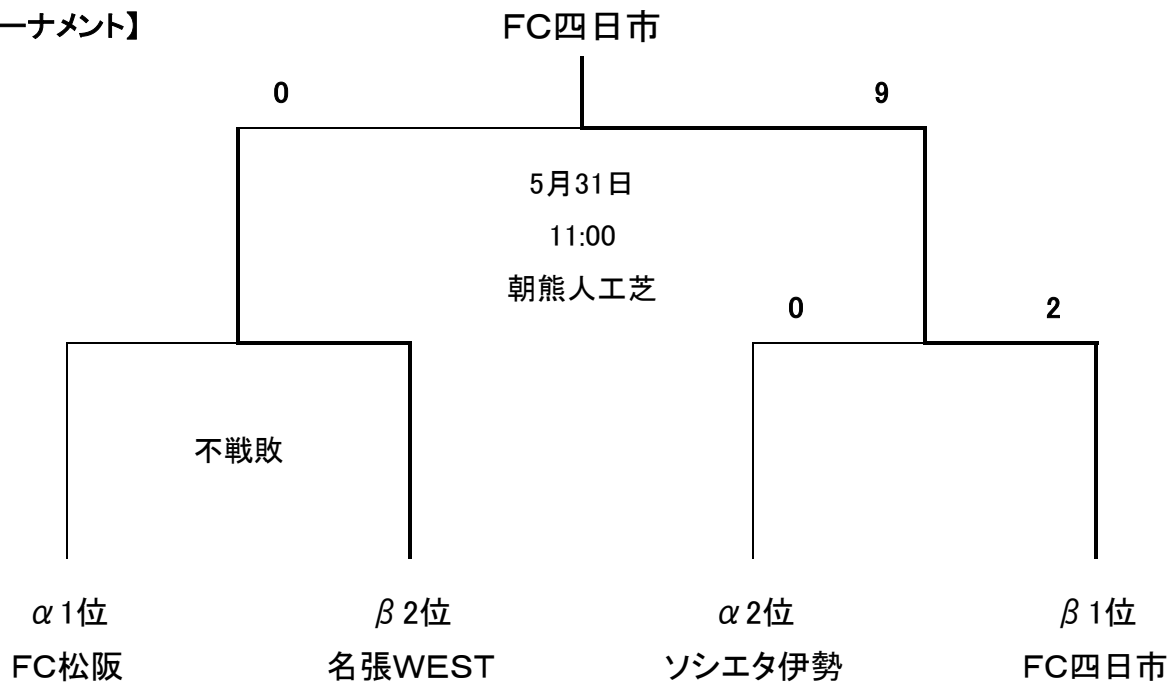 ーナメント】
FC四日市
0
9
5月31日
11:00
朝熊人工芝
0
2
不戦敗
α1位
β2位
α2位
β1位
FC松阪
名張WEST
ソシエタ伊勢
FC四日市